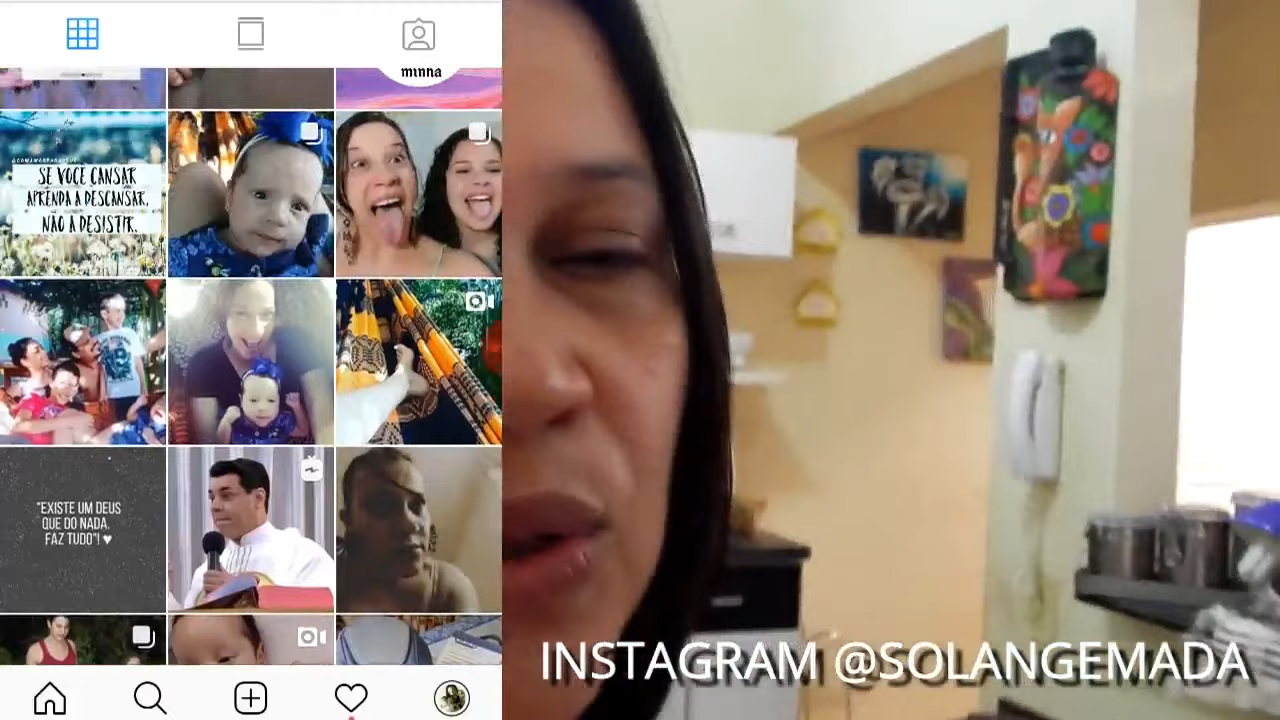 minna
SE VOCÊ CANSAR
APRENDA A DESCANSAR,
NÃO A DESISTIR.
"EXISTE UM DEUS
QUE DO NADA.
FAZ TUDO"! ♥
INSTAGRAM @SOLANGEMADA